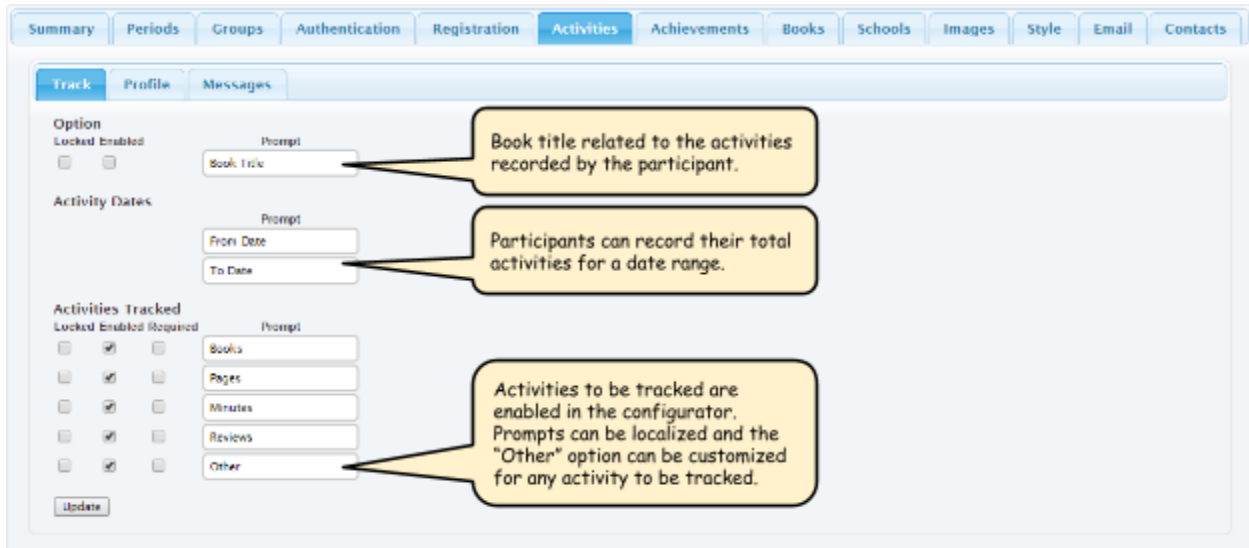 Summary Periods Groups Authentication Registration Activities Achievements Books Schools Images Style Email Contacts
Track Profile Messages
Option
Locked Enabled Prompt
Book Title
Book title related to the activities
recorded by the participant.
Activity Dates
Prompt
From Date
To Date
Participants can record their total
activities for a date range.
Activities Tracked
Locked Enabled Required Prompt
Books
Pages
Minutes
Reviews
Other
Activities to be tracked are
enabled in the configurator.
Prompts can be localized and the
“Other” option can be customized
for any activity to be tracked.
Update